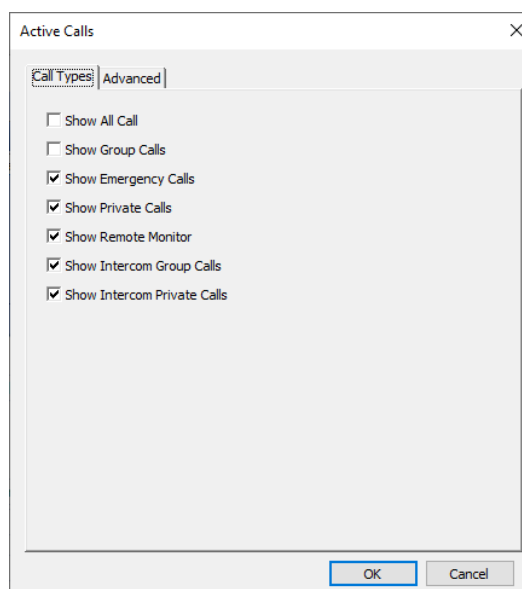 Active Calls
Call Types Advanced
Show All Call
Show Group Calls
Show Emergency Calls
Show Private Calls
Show Remote Monitor
Show Intercom Group Calls
Show Intercom Private Calls
OK Cancel